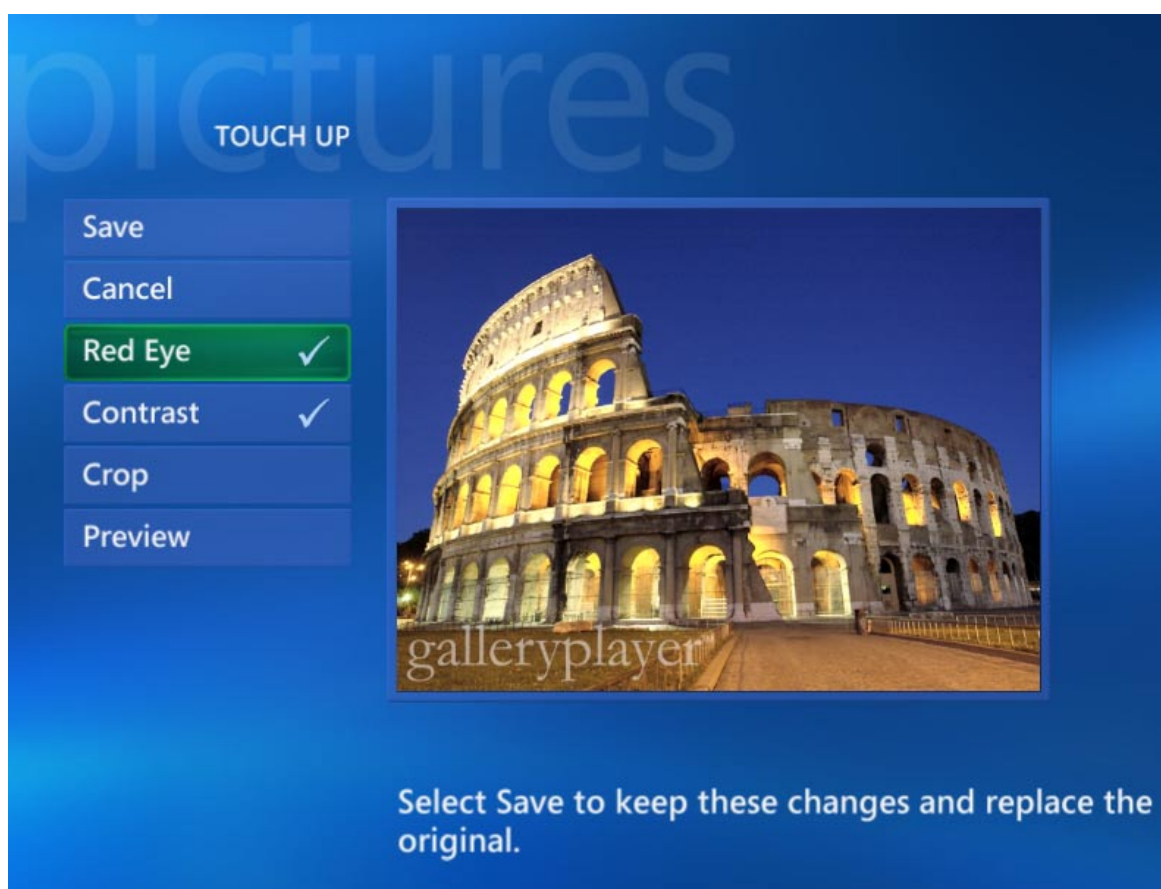 pictures
TOUCH UP
Save
Cancel
Red Eye ✓
Contrast ✓
Crop
Preview
galleryplayer
Select Save to keep these changes and replace the
original.